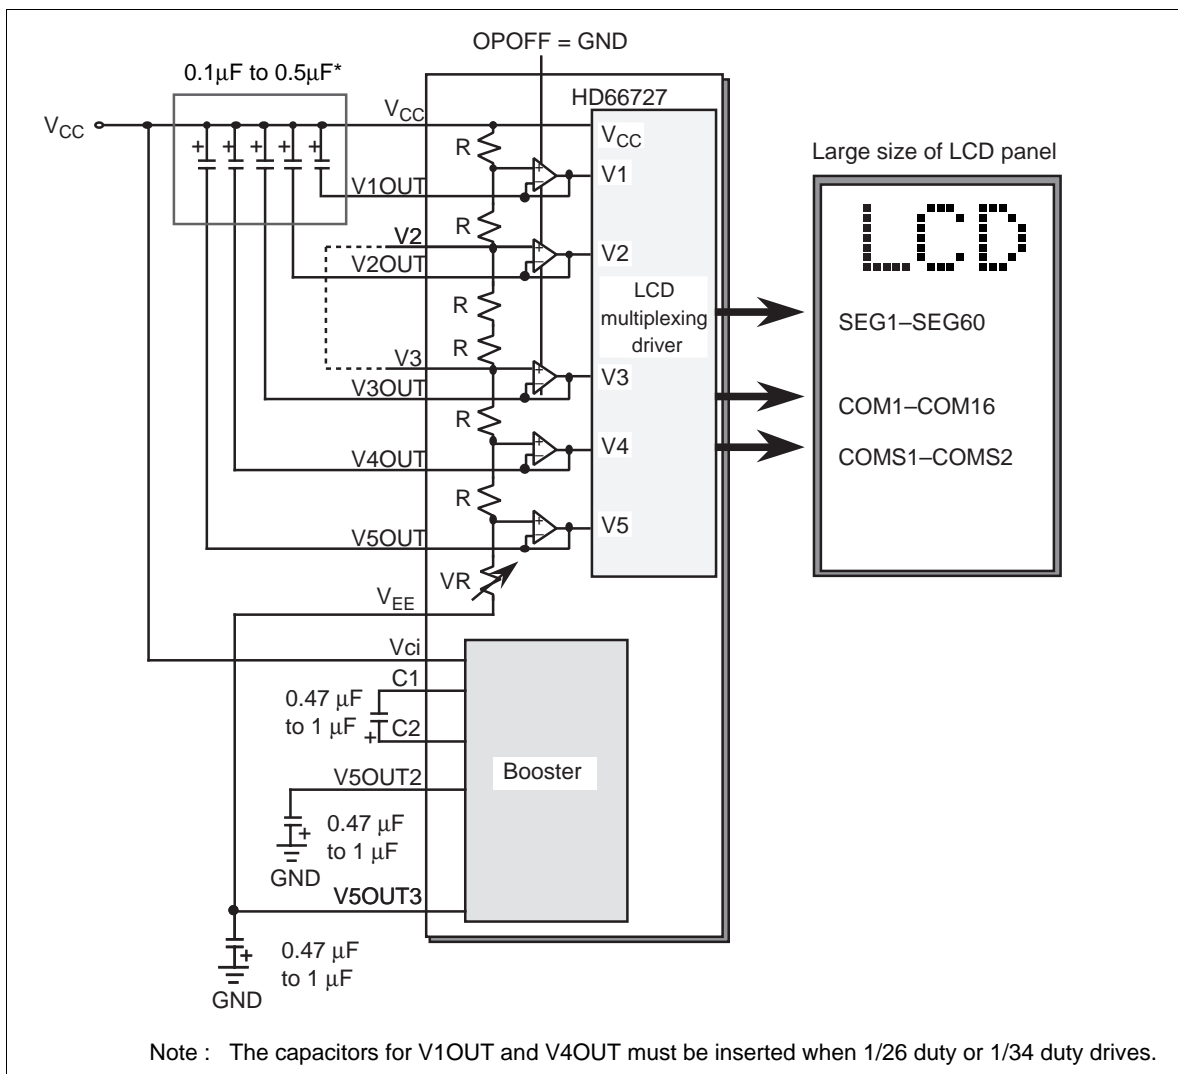 OPOFF = GND
0.1μF to 0.5μF*
HD66727
VCC
VCC
VCC
R
V1
V1OUT
Large size of LCD panel
LCD
R
V2
V2OUT
V2
R
LCD
multiplexing
driver
SEG1–SEG60
R
V3
V3OUT
V3
COM1–COM16
R
V4OUT
V4
COMS1–COMS2
R
V5OUT
V5
VR
VEE
Vci
C1
0.47 μF
to 1 μF
C2
Booster
V5OUT2
0.47 μF
to 1 μF
GND
V5OUT3
0.47 μF
to 1 μF
GND
Note : The capacitors for V1OUT and V4OUT must be inserted when 1/26 duty or 1/34 duty drives.